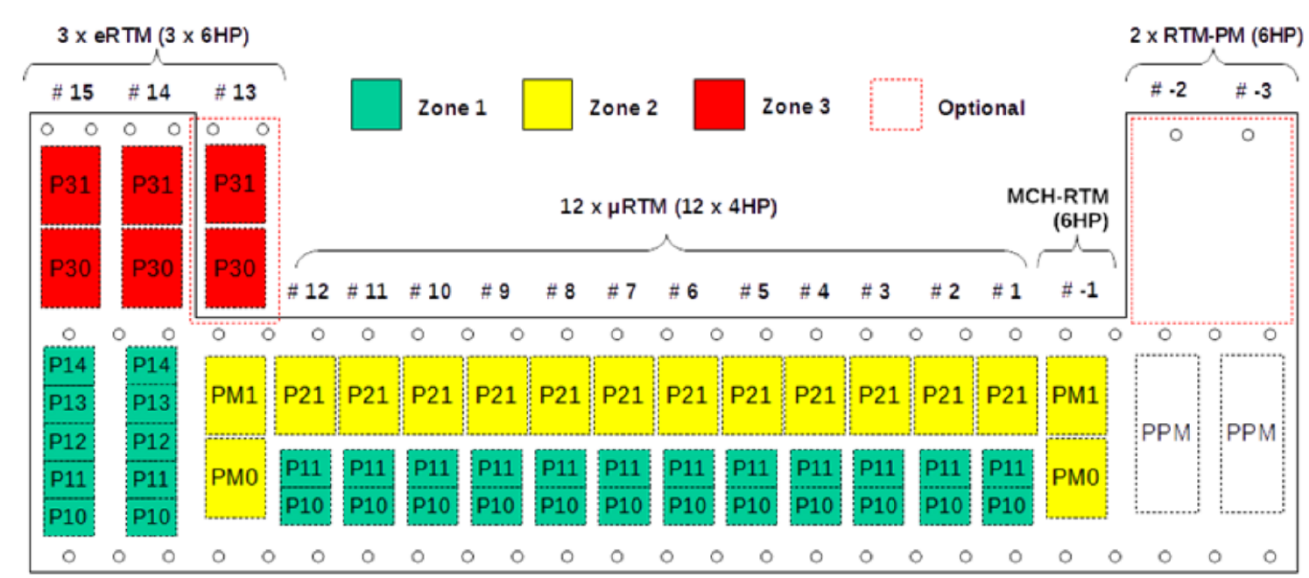 3 x eRTM (3 x 6HP)
2 x RTM-PM (6HP)
# 15 # 14 # 13
# -2 # -3
Zone 1 Zone 2 Zone 3 Optional
P31 P31 P31
12 x µRTM (12 x 4HP)
MCH-RTM
(6HP)
P30 P30 P30
# 12 # 11 # 10 # 9 # 8 # 7 # 6 # 5 # 4 # 3 # 2 # 1 # -1
P14 P14
P13 P13 PM1 P21 P21 P21 P21 P21 P21 P21 P21 P21 P21 P21 P21 PM1
P12 P12 PPM PPM
P11 P11 PM0 P11 P11 P11 P11 P11 P11 P11 P11 P11 P11 P11 P11 PM0
P10 P10 P10 P10 P10 P10 P10 P10 P10 P10 P10 P10 P10 P10